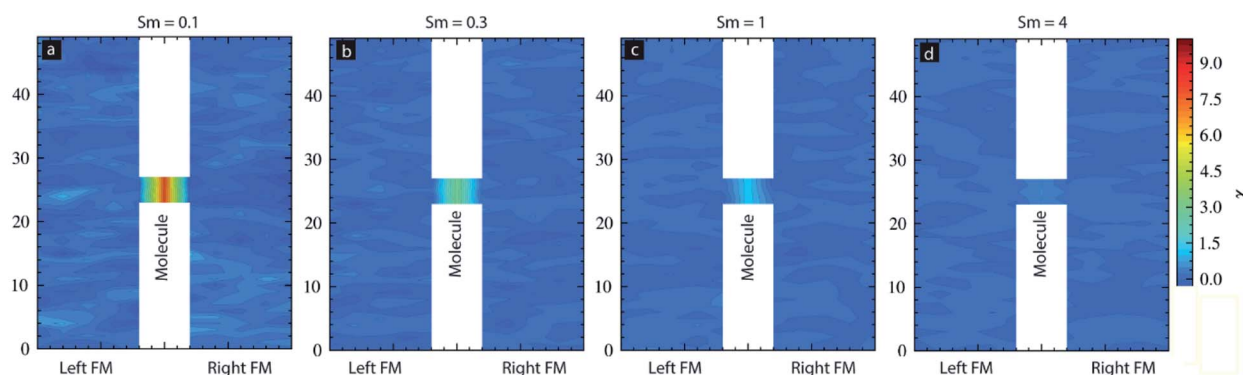 Sm = 0.1
Sm = 0.3
Sm = 1
Sm = 4
a
40
30
20
10
0
Molecule
Left FM
Right FM
b
40
30
20
10
0
Molecule
Left FM
Right FM
c
40
30
20
10
0
Molecule
Left FM
Right FM
d
40
30
20
10
0
Molecule
Left FM
Right FM
9.0
7.5
6.0
4.5
3.0
1.5
0.0
χ